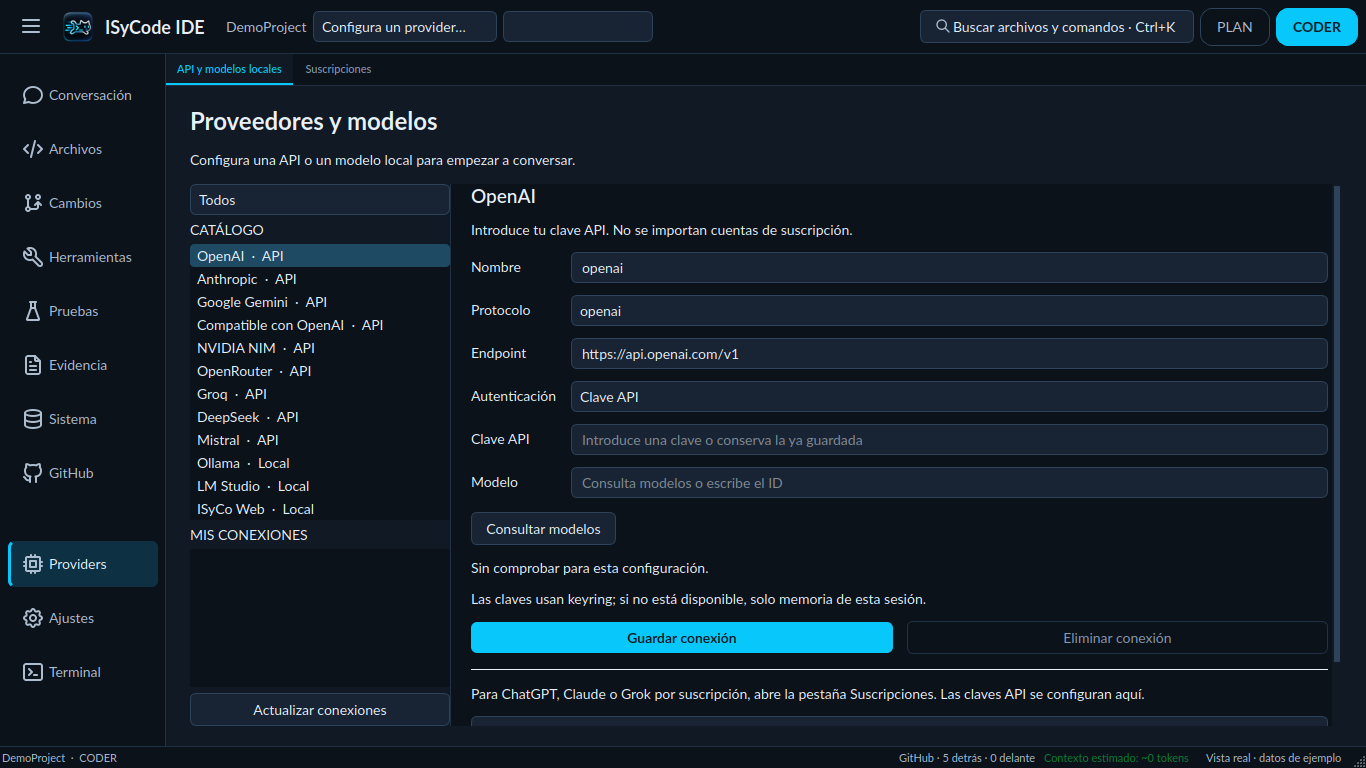 ISyCode IDE
DemoProject
Configura un provider...
Buscar archivos y comandos · Ctrl+K
PLAN
CODER
Conversación
Archivos
Cambios
Herramientas
Pruebas
Evidencia
Sistema
GitHub
Providers
Ajustes
Terminal
API y modelos locales
Suscripciones
Proveedores y modelos
Configura una API o un modelo local para empezar a conversar.
Todos
CATÁLOGO
OpenAI · API
Anthropic · API
Google Gemini · API
Compatible con OpenAI · API
NVIDIA NIM · API
OpenRouter · API
Groq · API
DeepSeek · API
Mistral · API
Ollama · Local
LM Studio · Local
ISyCo Web · Local
MIS CONEXIONES
Actualizar conexiones
OpenAI
Introduce tu clave API. No se importan cuentas de suscripción.
Nombre
openai
Protocolo
openai
Endpoint
https://api.openai.com/v1
Autenticación
Clave API
Clave API
Introduce una clave o conserva la ya guardada
Modelo
Consulta modelos o escribe el ID
Consultar modelos
Sin comprobar para esta configuración.
Las claves usan keyring; si no está disponible, solo memoria de esta sesión.
Guardar conexión
Eliminar conexión
Para ChatGPT, Claude o Grok por suscripción, abre la pestaña Suscripciones. Las claves API se configuran aquí.
DemoProject · CODER
GitHub · 5 detrás · 0 delante
Contexto estimado: ~0 tokens
Vista real · datos de ejemplo